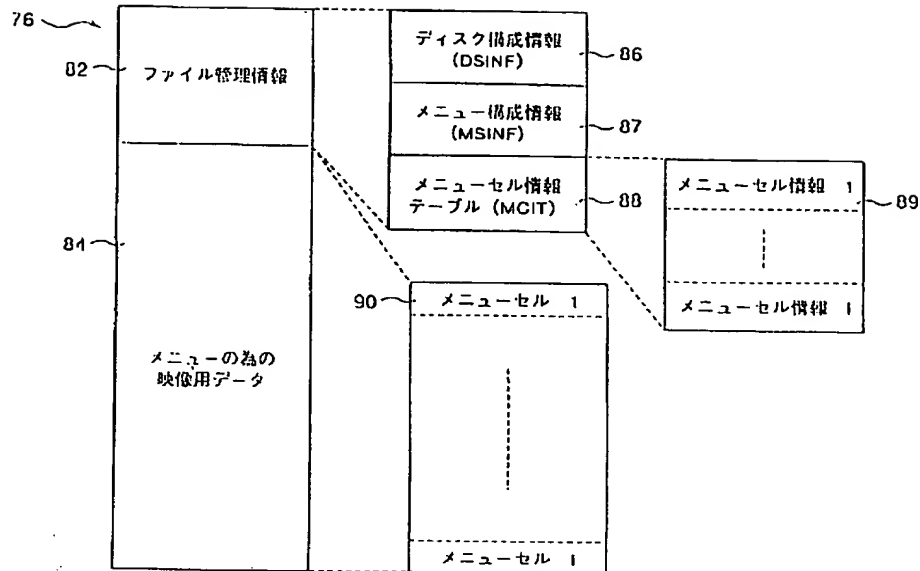 76
82
ファイル管理情報
ディスク構成情報
(DSINF)
86
メニュー構成情報
(MSINF)
87
メニューセル情報
テーブル (MCIT)
88
メニューセル情報 1
89
メニューセル情報 i
84
メニューの為の
映像用データ
90
メニューセル 1
メニューセル i